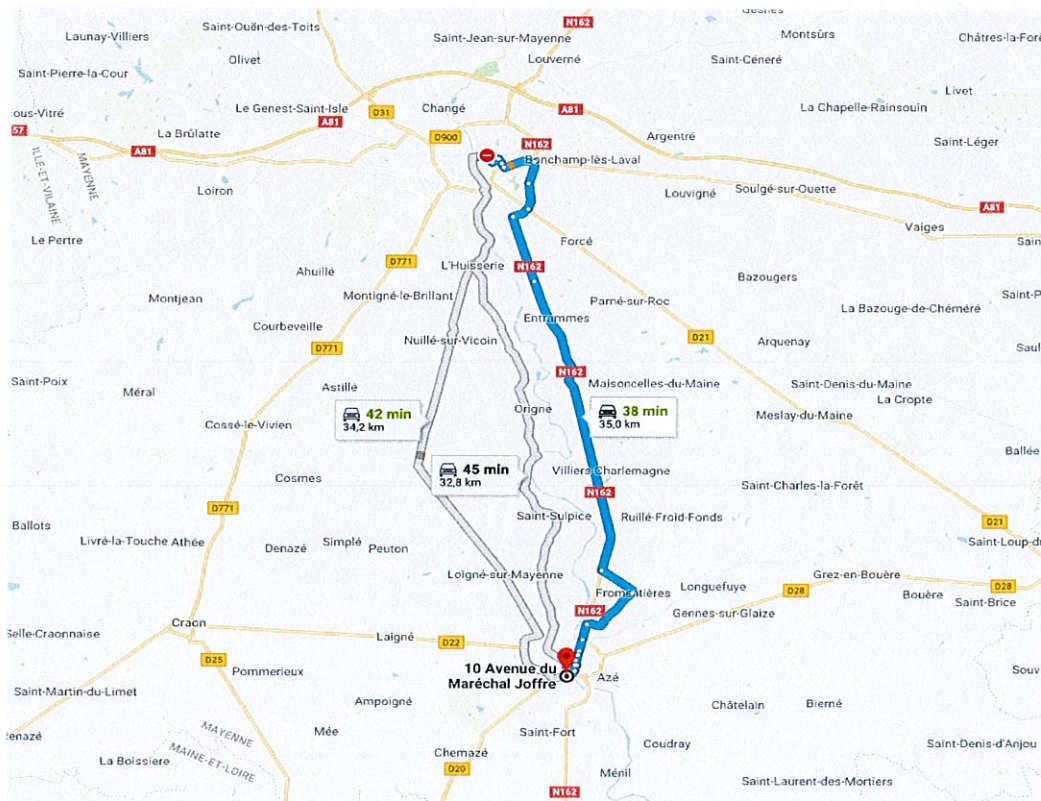 Gesnes
N162
Saint-Ouën-des-Toits
Launay-Villiers
Saint-Jean-sur-Mayenne
Montsûrs
Châtres-la-Forê
Olivet
Louverné
Saint-Cénéré
Saint-Pierre-la-Cour
Livet
Le Genest-Saint-Isle
Changé
D31
La Chapelle-Rainsouin
ous-Vitré
A81
A81
57
La Brûlatte
D900
Argentré
Saint-Léger
N162
A81
Bonchamp-lès-Laval
ILLE-ET-VILAINE
MAYENNE
Loiron
Louvigné
Soulgé-sur-Ouette
A81
Vaiges
Le Pertre
Forcé
Sain
D771
L'Huisserie
N162
Ahuillé
Bazougers
Montjean
Montigné-le-Brillant
Parné-sur-Roc
Saint-P
La Bazouge-de-Chéméré
Entrammes
Courbeveille
D21
Nuillé-sur-Vicoin
Arquenay
D771
Sau
N162
Saint-Poix
Méral
Astillé
Maisoncelles-du-Maine
Saint-Denis-du-Maine
La Cropte
42 min
34,2 km
Origné
38 min
35,0 km
Meslay-du-Maine
Cossé-le-Vivien
Ballée
45 min
32,8 km
Villiers-Charlemagne
Cosmes
N162
Saint-Charles-la-Forêt
D771
Saint-Sulpice
Ruillé-Froid-Fonds
Ballots
D21
Livré-la-Touche
Athée
Denazé
Simplé
Peuton
Saint-Loup-du
Loigné-sur-Mayenne
Grez-en-Bouère
Longuefuye
D28
D28
Fromentières
Bouère
Saint-Brice
N162
Gennes-sur-Glaize
Craon
Selle-Craonnaise
Laigné
D22
D25
Pommerieux
10 Avenue du
Maréchal Joffre
Azé
Souv
Saint-Martin-du-Limet
Ampoigné
Châtelain
Bierné
Mée
Saint-Fort
Renazé
MAYENNE
MAINE-ET-LOIRE
Chemazé
Coudray
Saint-Denis-d'Anjou
La Boissière
D20
Ménil
Saint-Laurent-des-Mortiers